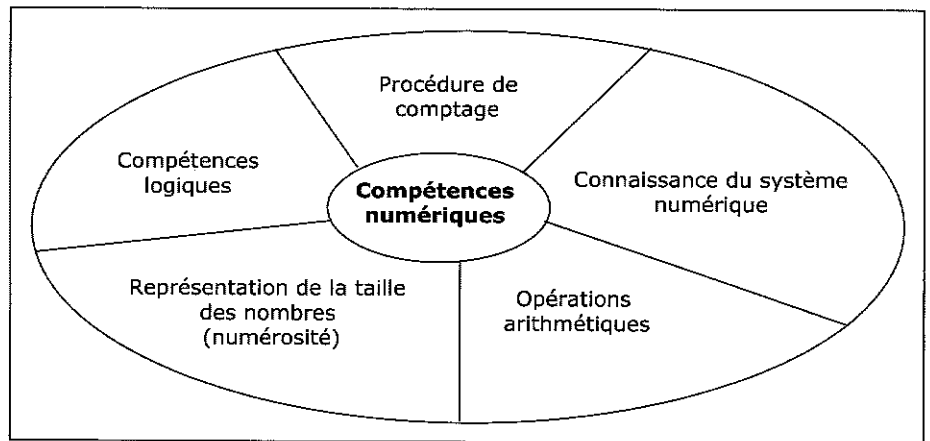 Procédure de
comptage
Compétences
logiques
Compétences
numériques
Connaissance du système
numérique
Représentation de la taille
des nombres
(numérosité)
Opérations
arithmétiques